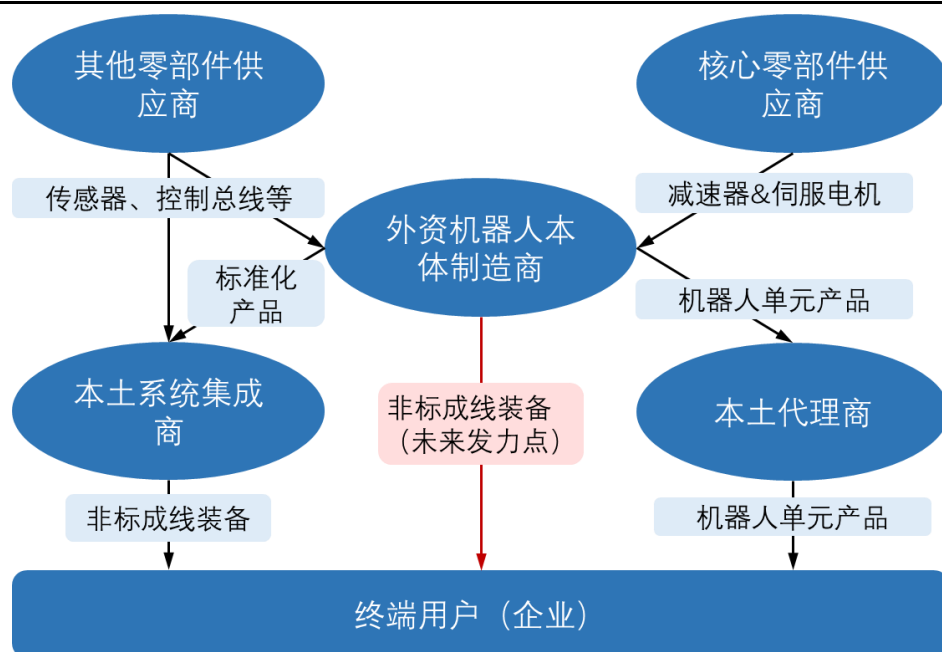 其他零部件供
应商
核心零部件供
应商
传感器、控制总线等
减速器&伺服电机
外资机器人本
体制造商
标准化
产品
机器人单元产品
本土系统集成
商
非标成线装备
（未来发力点）
本土代理商
非标成线装备
机器人单元产品
终端用户（企业）